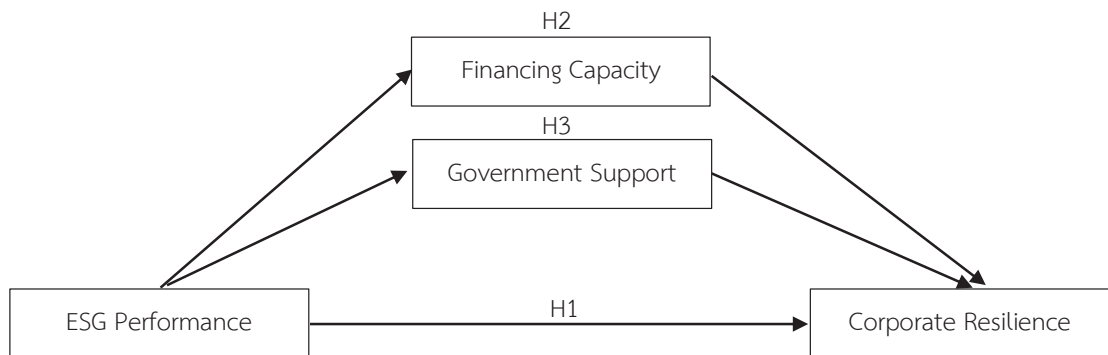 H2
Financing Capacity
H3
Government Support
H1
ESG Performance
Corporate Resilience